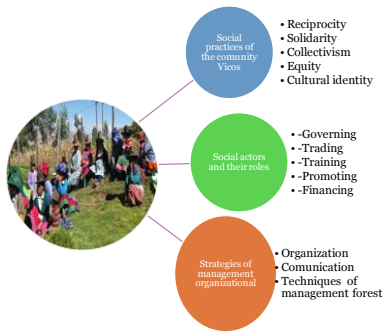 Social
practices of
the comunity
Vicos
• Reciprocity
• Solidarity
• Collectivism
• Equity
• Cultural identity
Social actors
and their roles
• -Governing
• -Trading
• -Training
• -Promoting
• -Financing
Strategies of
management
organizational
• Organization
• Comunication
• Techniques of
management forest